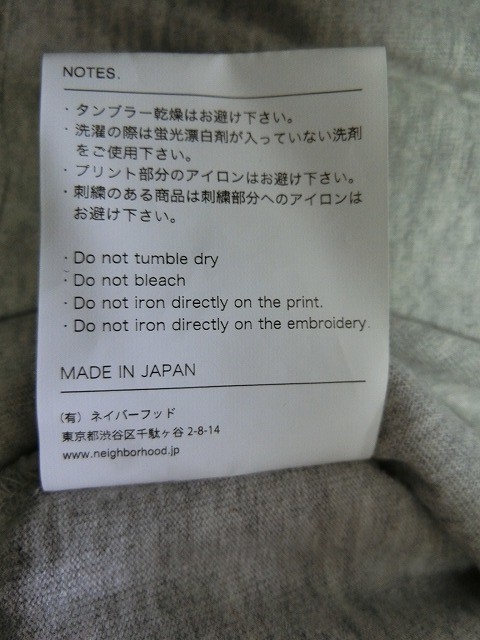 NOTES.
・タンブラー乾燥はお避け下さい。
・洗濯の際は蛍光漂白剤が入っていない洗剤
をご使用下さい。
・プリント部分のアイロンはお避け下さい。
・刺繍のある商品は刺繍部分へのアイロンは
お避け下さい。
・Do not tumble dry
・Do not bleach
・Do not iron directly on the print.
・Do not iron directly on the embroidery.
MADE IN JAPAN
(有) ネイバーフッド
東京都渋谷区千駄ヶ谷 2-8-14
www.neighborhood.jp